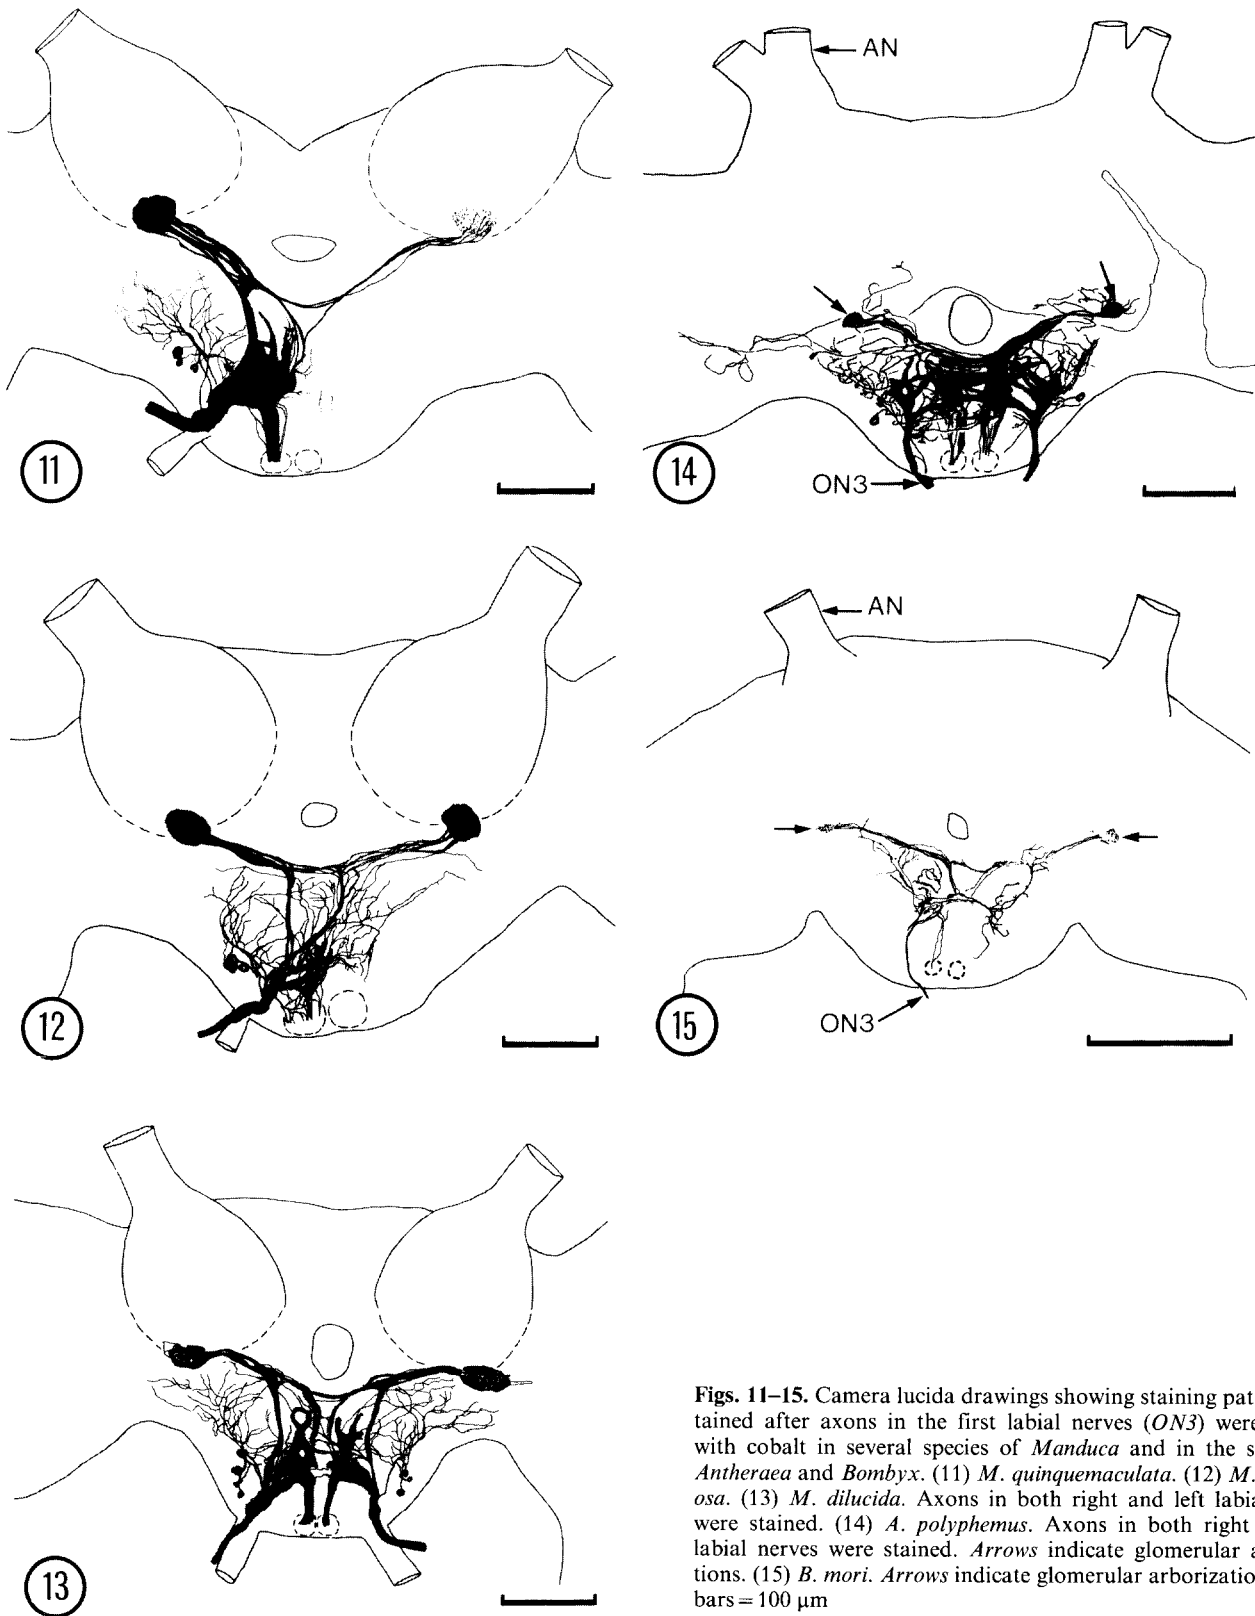 AN
11
14
ON3
AN
12
15
ON3
13
Figs. 11–15. Camera lucida drawings showing staining pat
tained after axons in the first labial nerves (ON3) were
with cobalt in several species of Manduca and in the s
Antheraea and Bombyx. (11) M. quinquemaculata. (12) M.
osa. (13) M. dilucida. Axons in both right and left labia
were stained. (14) A. polyphemus. Axons in both right
labial nerves were stained. Arrows indicate glomerular a
tions. (15) B. mori. Arrows indicate glomerular arborizatio
bars = 100 μm